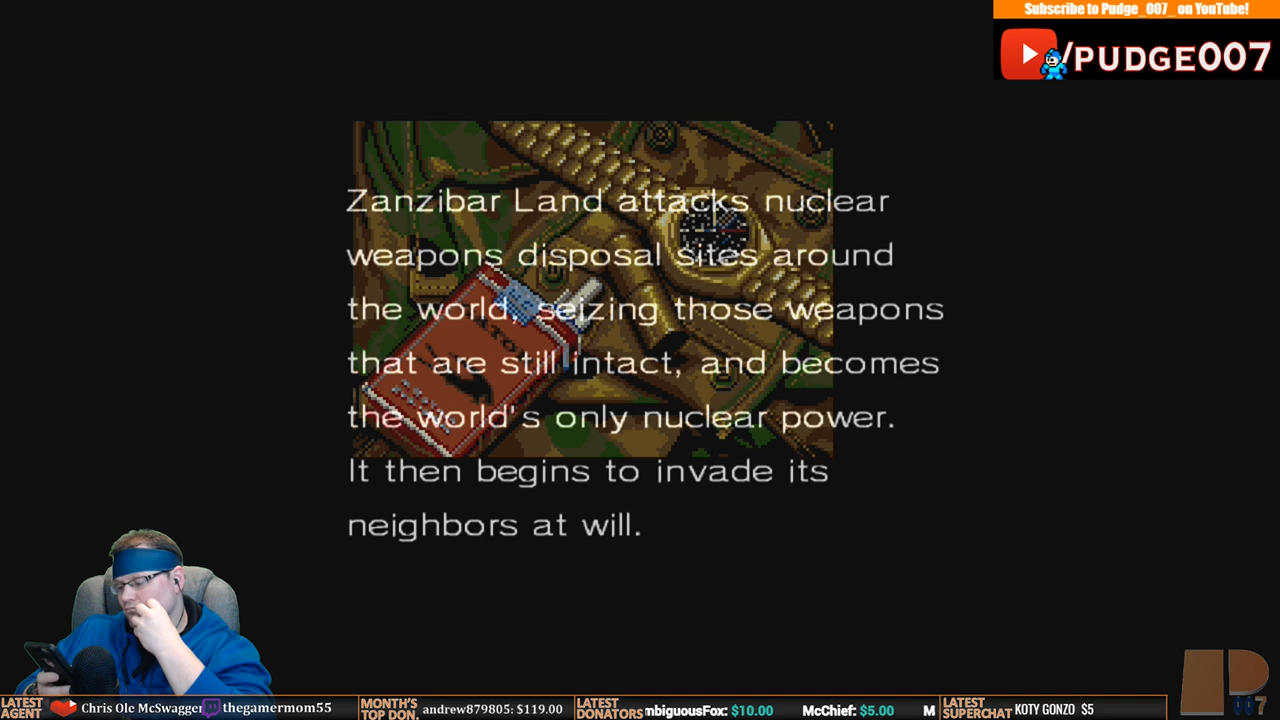 Subscribe to Pudge_007_ on YouTube!
/PUDGE007
Zanzibar Land attacks nuclear
weapons disposal sites around
the world, seizing those weapons
that are still intact, and becomes
the world's only nuclear power.
It then begins to invade its
neighbors at will.
LATEST AGENT Chris Ole McSwagger thegamermom55
MONTH'S TOP DON. andrew879805: $119.00
LATEST DONATORS mbiguousFox: $10.00 McChief: $5.00 M
LATEST SUPERCHAT KOTY GONZO $5